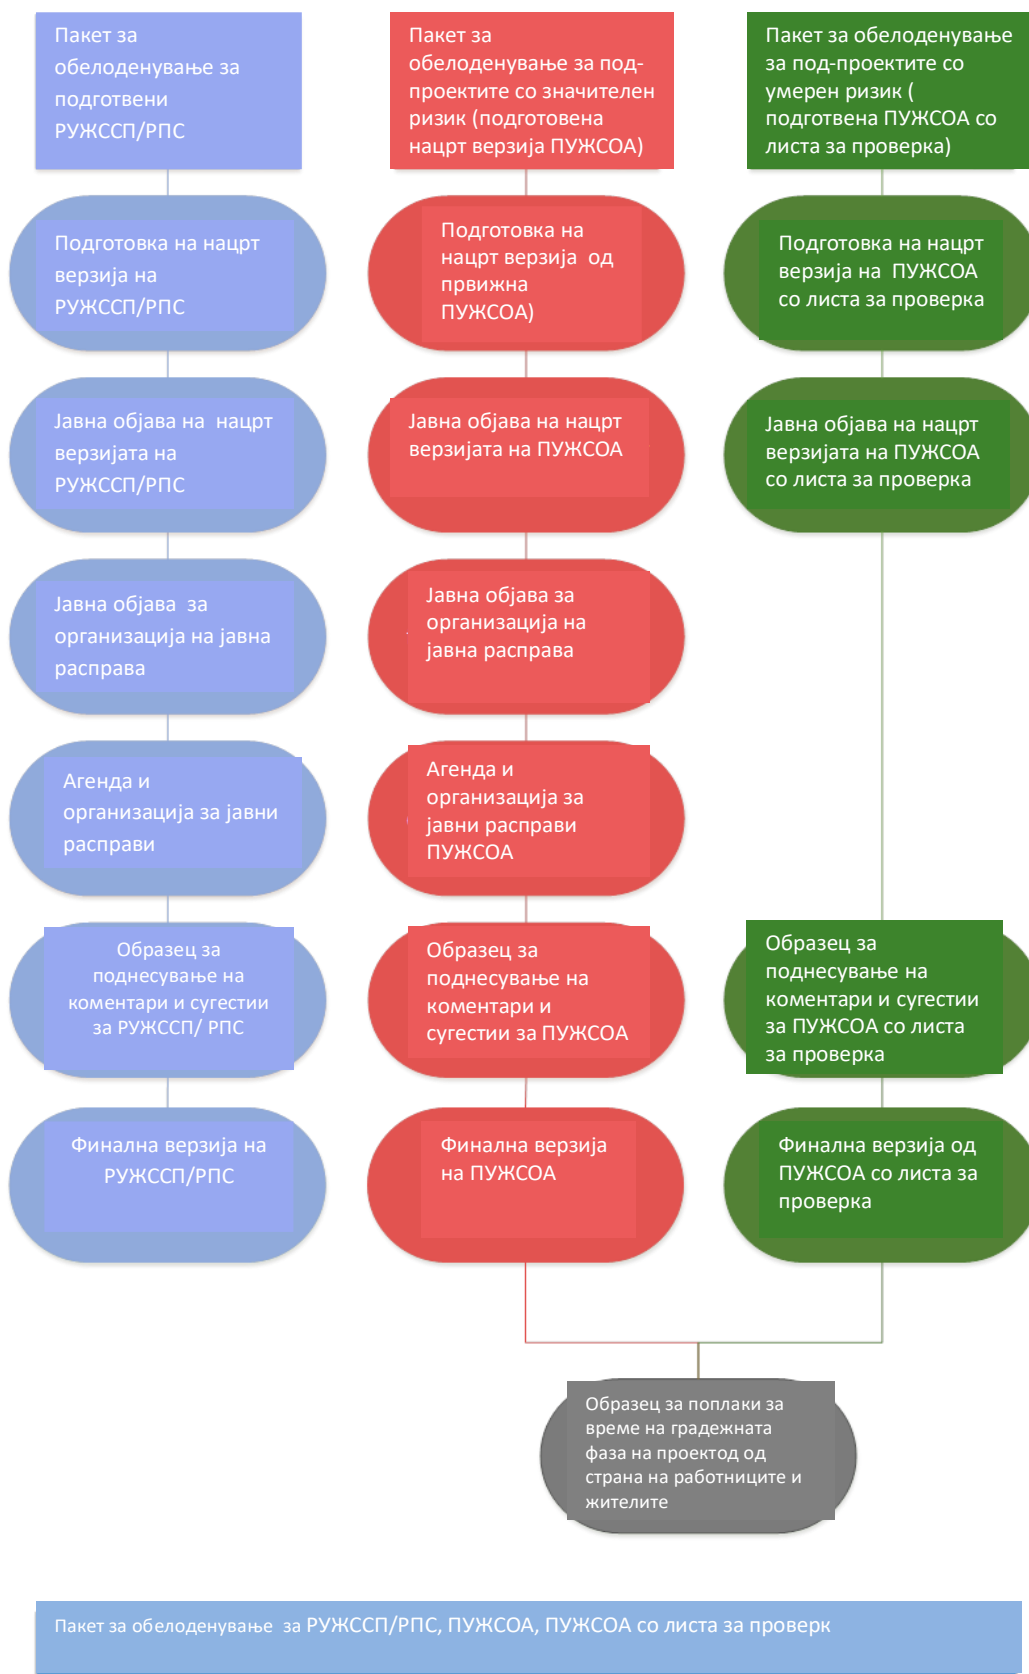 Пакет за
обелоденување за
подготвени
РУЖССП/РПС
Подготовка на нацрт
верзија на
РУЖССП/РПС
Јавна објава на нацрт
верзијата на
РУЖССП/РПС
Јавна објава за
организација на јавна
расправа
Агенда и
организација за јавни
расправи
Образец за
поднесување на
коментари и сугестии
за РУЖССП/ РПС
Финална верзија на
РУЖССП/РПС
Пакет за
обелоденување за под-
проектите со значителен
ризик (подготовена
нацрт верзија ПУЖСОА)
Подготовка на
нацрт верзија од
првижна
ПУЖСОА)
Јавна објава на нацрт
верзијата на ПУЖСОА
Јавна објава за
организација на
јавна расправа
Агенда и
организација за
јавни расправи
ПУЖСОА
Образец за
поднесување на
коментари и
сугестии за ПУЖСОА
Финална верзија
на ПУЖСОА
Пакет за обелоденување
за под-проектите со
умерен ризик (
подготвена ПУЖСОА со
листа за проверка)
Подготовка на нацрт
верзија на ПУЖСОА
со листа за проверка
Јавна објава на нацрт
верзијата на ПУЖСОА
со листа за проверка
Образец за
поднесување на
коментари и сугестии
за ПУЖСОА со листа
за проверка
Финална верзија од
ПУЖСОА со листа за
проверка
Образец за поплаки за
време на градежната
фаза на проектод од
страна на работниците и
жителите
Пакет за обелоденување за РУЖССП/РПС, ПУЖСОА, ПУЖСОА со листа за проверк